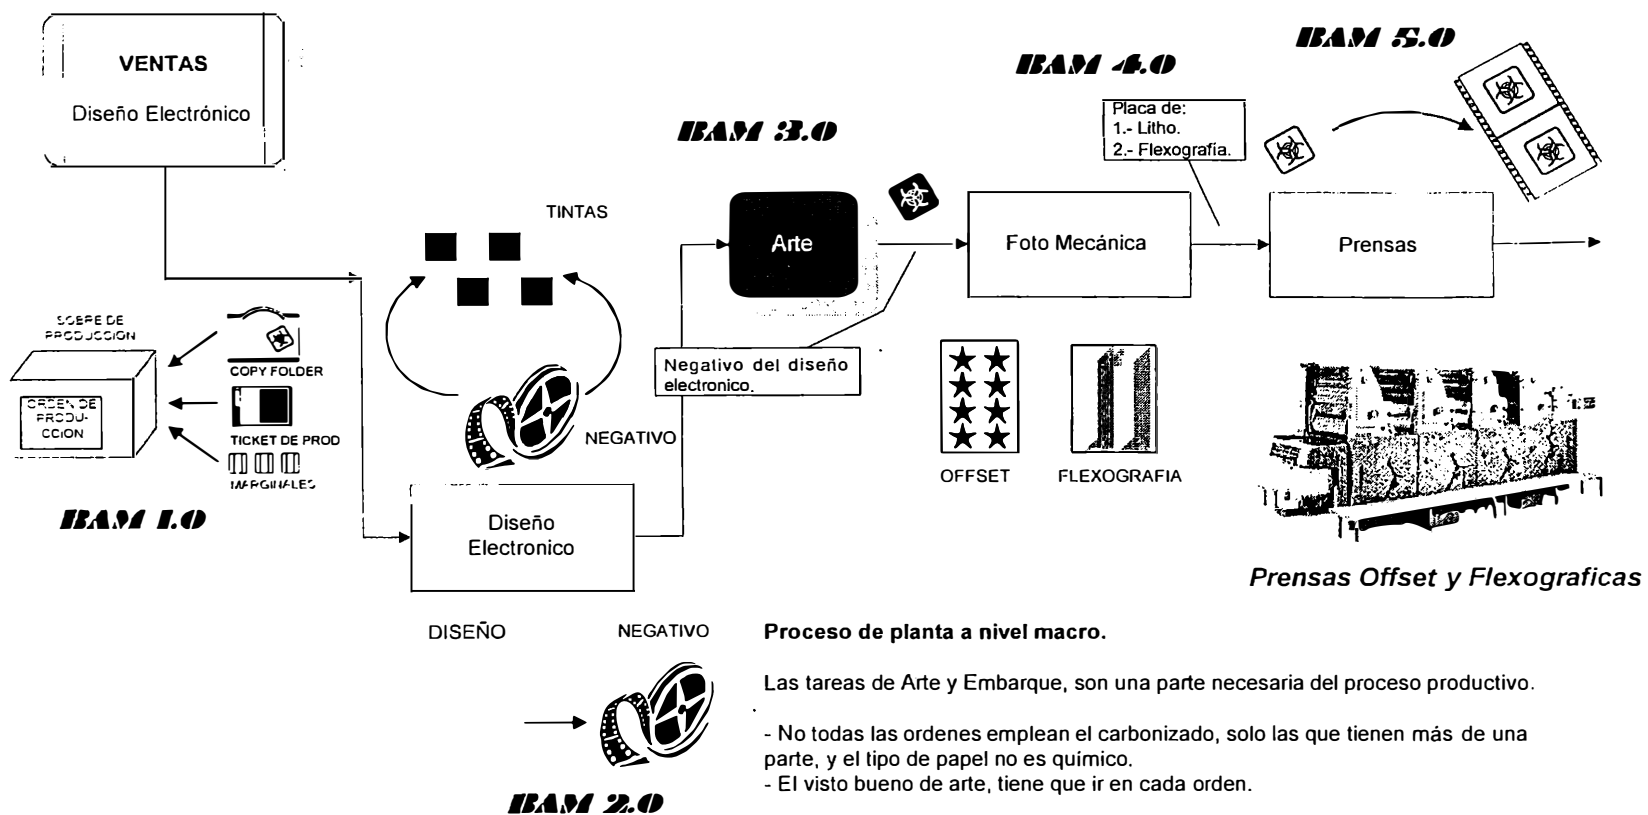 VENTAS
Diseño Electrónico
BAM 5.0
BAM 4.0
Placa de:
1.- Litho.
2.- Flexografía.
BAM 3.0
TINTAS
Arte
Foto Mecánica
Prensas
SOBRE DE
PRODUCCION
COPY FOLDER
ORDEN DE
PRODU-
CCION
TICKET DE PROD
MARGINALES
BAM 1.0
Negativo del diseño
electronico.
NEGATIVO
OFFSET
FLEXOGRAFIA
Diseño
Electronico
Prensas Offset y Flexograficas
DISEÑO
NEGATIVO
BAM 2.0
Proceso de planta a nivel macro.
Las tareas de Arte y Embarque, son una parte necesaria del proceso productivo.
- No todas las ordenes emplean el carbonizado, solo las que tienen más de una
parte, y el tipo de papel no es químico.
- El visto bueno de arte, tiene que ir en cada orden.